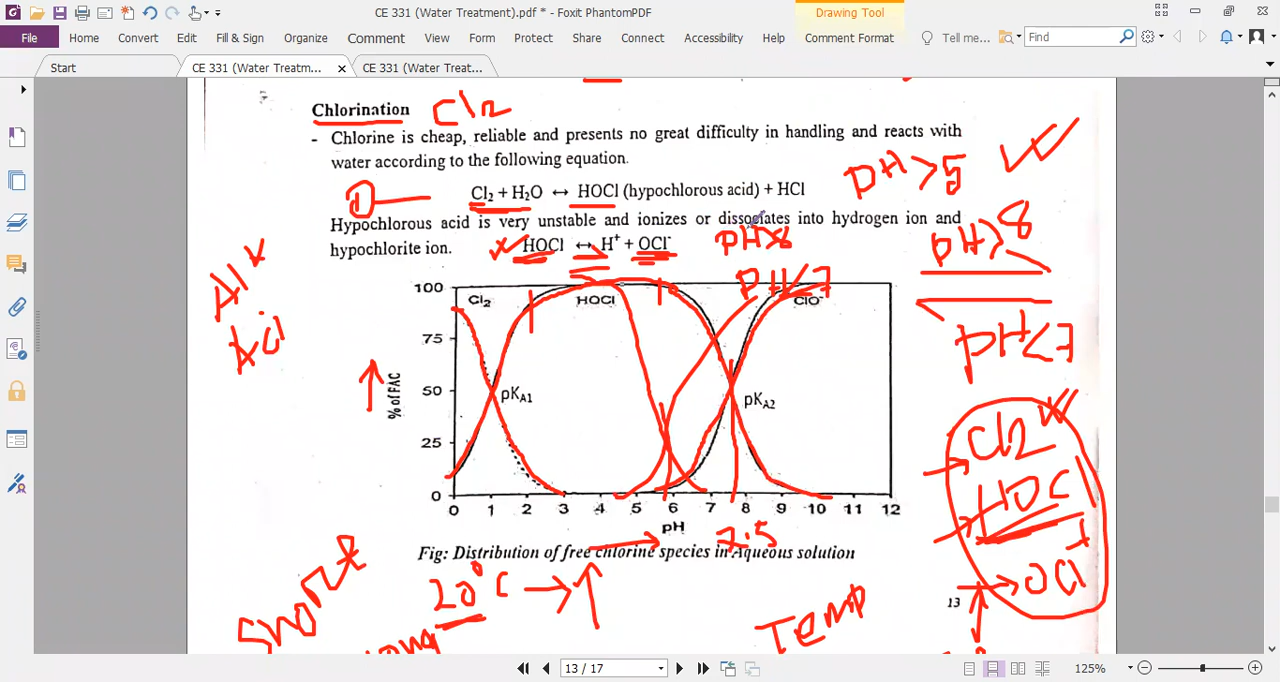 CE 331 (Water Treatment).pdf * - Foxit PhantomPDF
Drawing Tool
File Home Convert Edit Fill & Sign Organize Comment View Form Protect Share Connect Accessibility Help Comment Format Tell me... Find
Start CE 331 (Water Treatm... CE 331 (Water Treat...
Chlorination Cl2
- Chlorine is cheap, reliable and presents no great difficulty in handling and reacts with
water according to the following equation.
pH >5
Cl2 + H2O ↔ HOCl (hypochlorous acid) + HCl
Hypochlorous acid is very unstable and ionizes or dissociates into hydrogen ion and
hypochlorite ion. HOCl ↔ H+ + OCl-
pH>8
pH<7
pH<7
100 Cl2 HOCl ClO-
75
50 pKA1 pKA2
25
0
% of FAC
0 1 2 3 4 5 6 7 8 9 10 11 12
pH
7.5
Cl2
HOCl
OCl
Fig: Distribution of free chlorine species in Aqueous solution
20°C
Short
Temp
13
13 / 17
125%